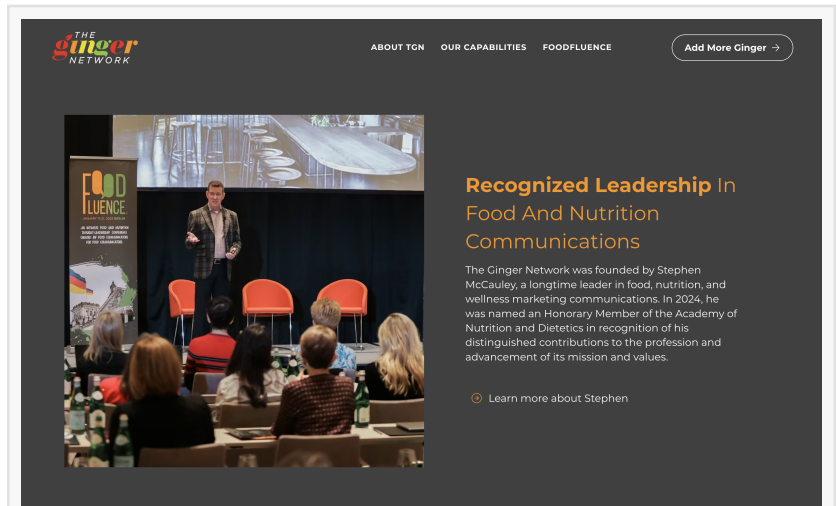 THE
ginger
NETWORK
ABOUT TGN
OUR CAPABILITIES
FOODFLUENCE
Add More Ginger
Recognized Leadership In
Food And Nutrition
Communications
The Ginger Network was founded by Stephen
McCauley, a longtime leader in food, nutrition, and
wellness marketing communications. In 2024, he
was named an Honorary Member of the Academy of
Nutrition and Dietetics in recognition of his
distinguished contributions to the profession and
advancement of its mission and values.
Learn more about Stephen
FOOD
FLUENCE